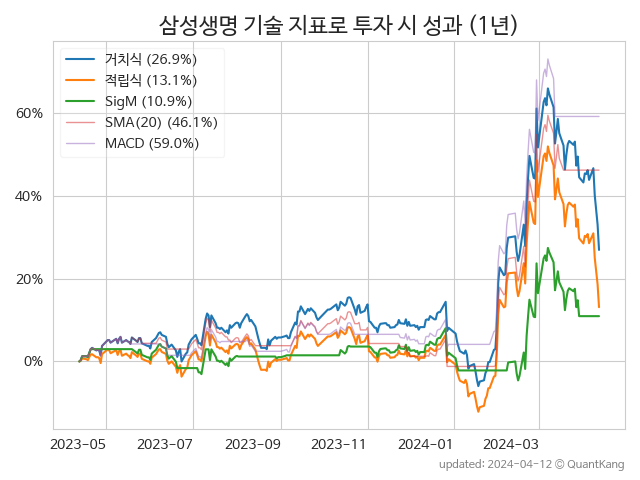 삼성생명 기술 지표로 투자 시 성과 (1년)
거치식 (26.9%)
적립식 (13.1%)
SigM (10.9%)
SMA(20) (46.1%)
MACD (59.0%)
60%
40%
20%
0%
2023-05 2023-07 2023-09 2023-11 2024-01 2024-03
updated: 2024-04-12 © QuantKang